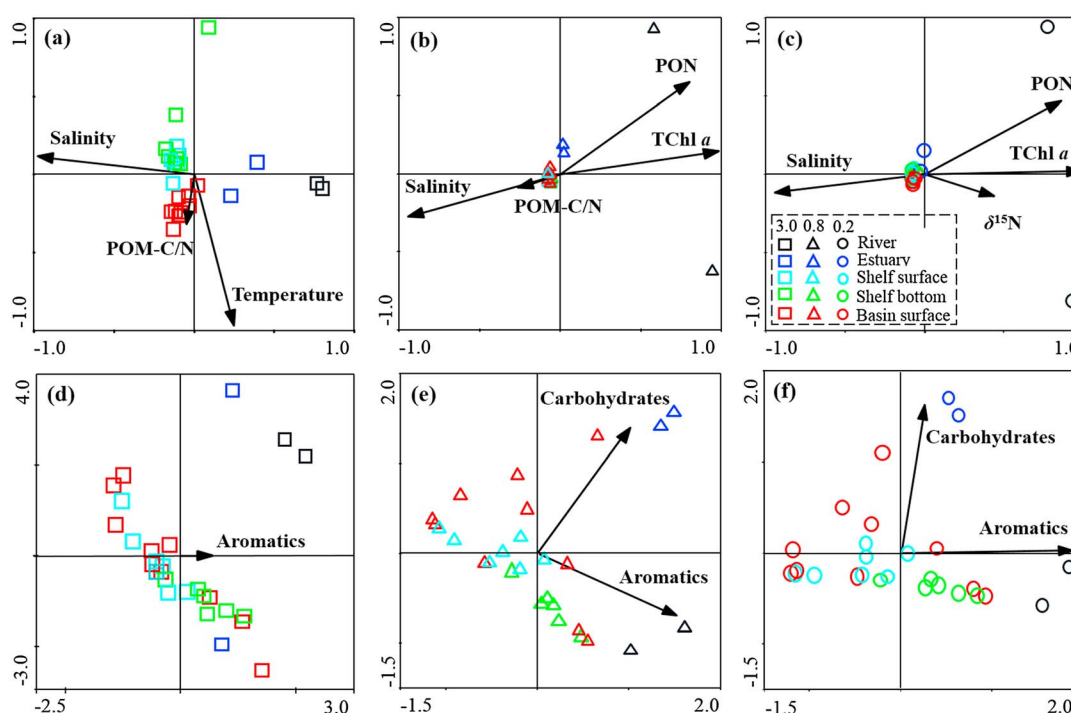 1.0
(a)
Salinity
POM-C/N
Temperature
-1.0
-1.0
1.0
1.0
(b)
PON
TChl a
Salinity
POM-C/N
-1.0
-1.0
1.0
1.0
(c)
PON
TChl a
Salinity
δ15N
3.0 0.8 0.2
River
Estuary
Shelf surface
Shelf bottom
Basin surface
-1.0
-1.0
1.0
4.0
(d)
Aromatics
-3.0
-2.5
3.0
2.0
(e)
Carbohydrates
Aromatics
-1.5
-1.5
2.0
2.0
(f)
Carbohydrates
Aromatics
-1.5
-1.5
2.0